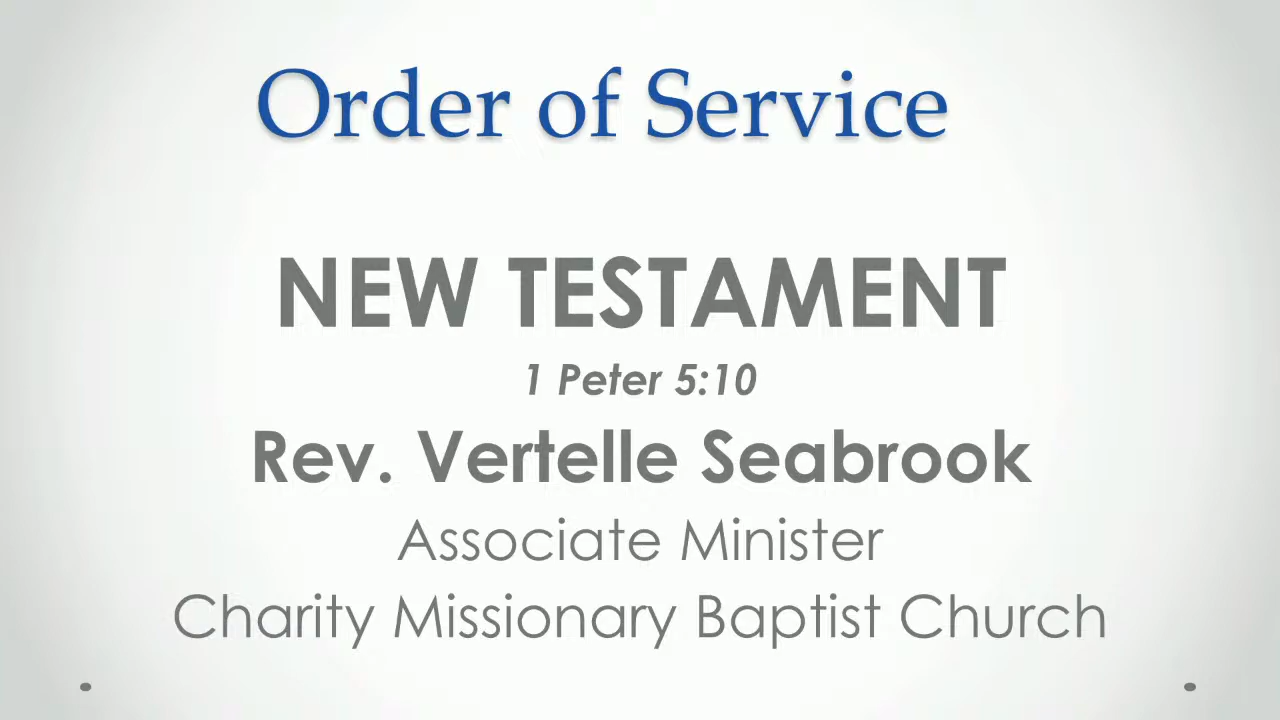 Order of Service
NEW TESTAMENT
1 Peter 5:10
Rev. Vertelle Seabrook
Associate Minister
Charity Missionary Baptist Church